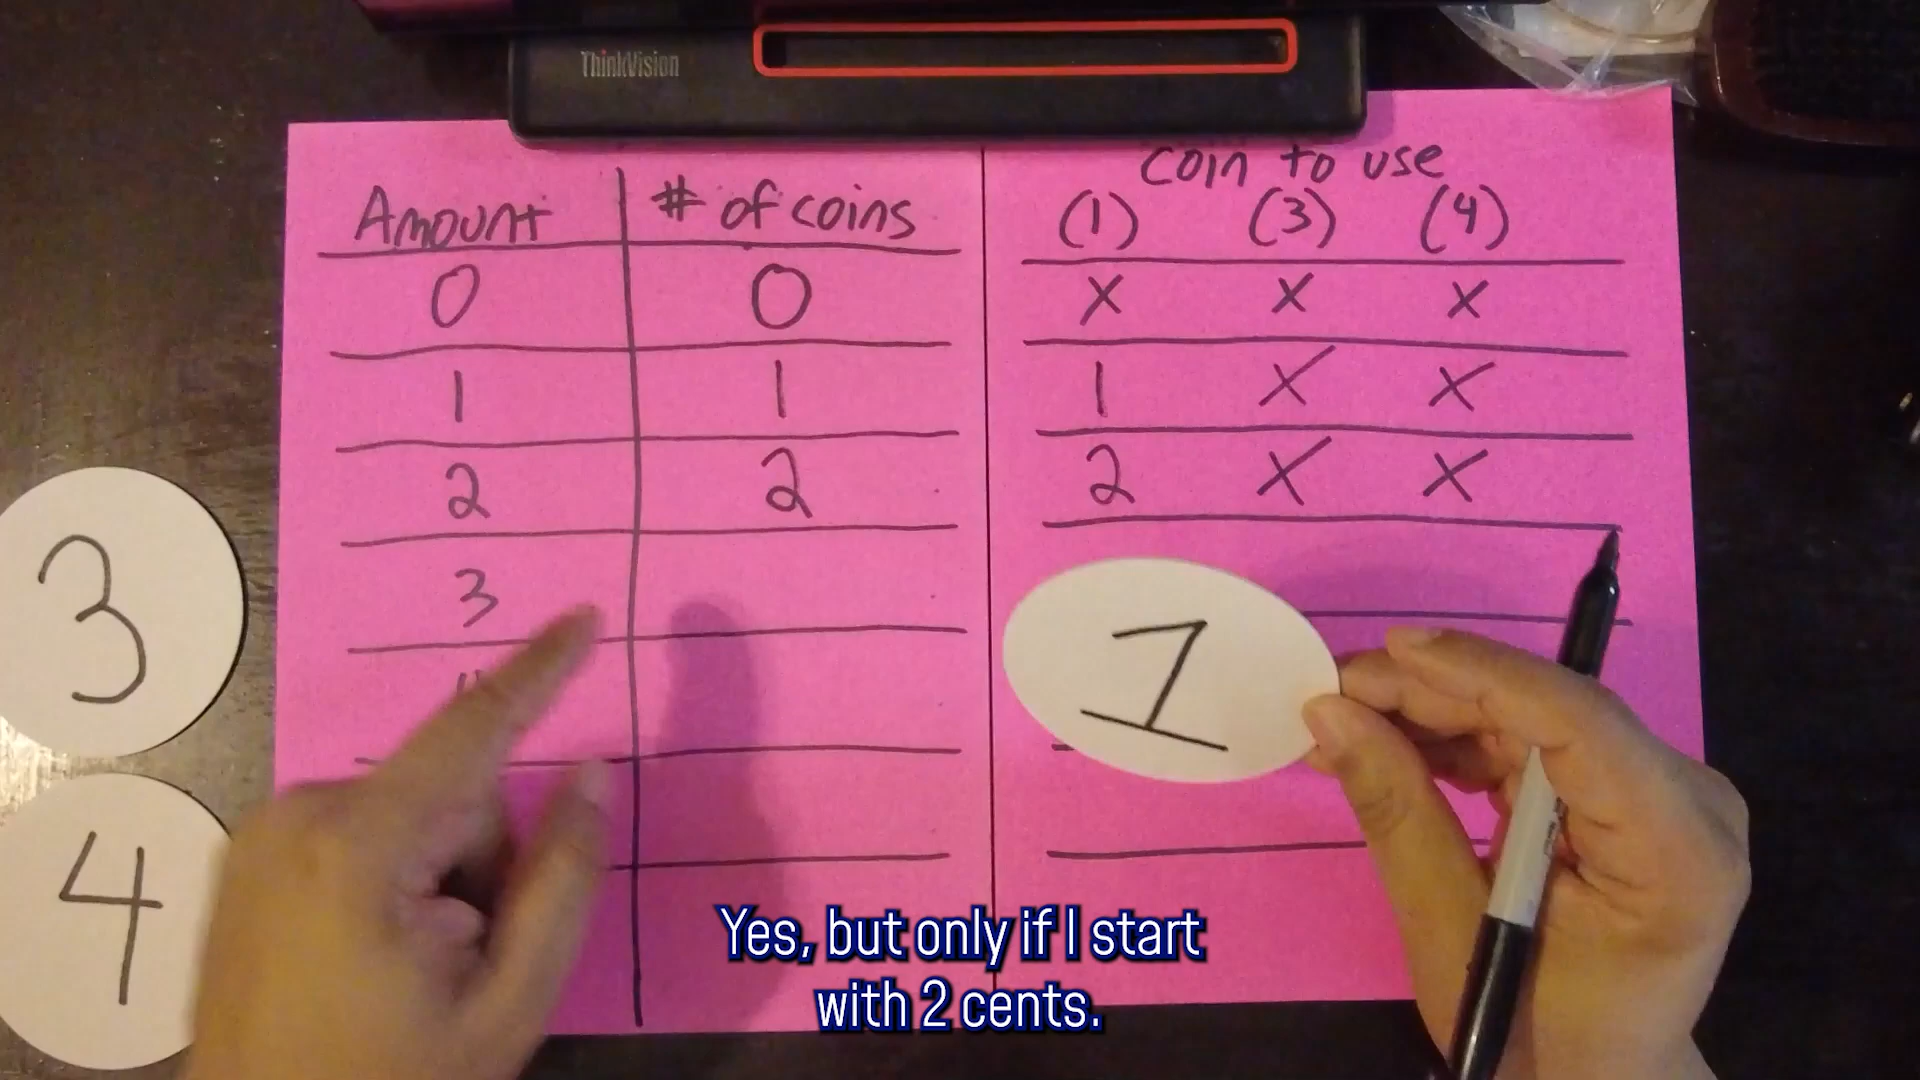 ThinkVision
Coin to use
Amount # of coins (1) (3) (4)
0 0 X X X
1 1 1 X X
2 2 2 X X
3
1
3
4
Yes, but only if I start
with 2 cents.